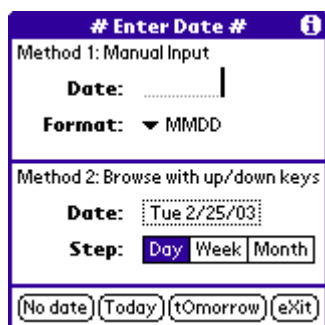 # Enter Date #
Method 1: Manual Input
Date:
Format: MMDD
Method 2: Browse with up/down keys
Date: Tue 2/25/03
Step: Day Week Month
No date Today tOmorrow eXit